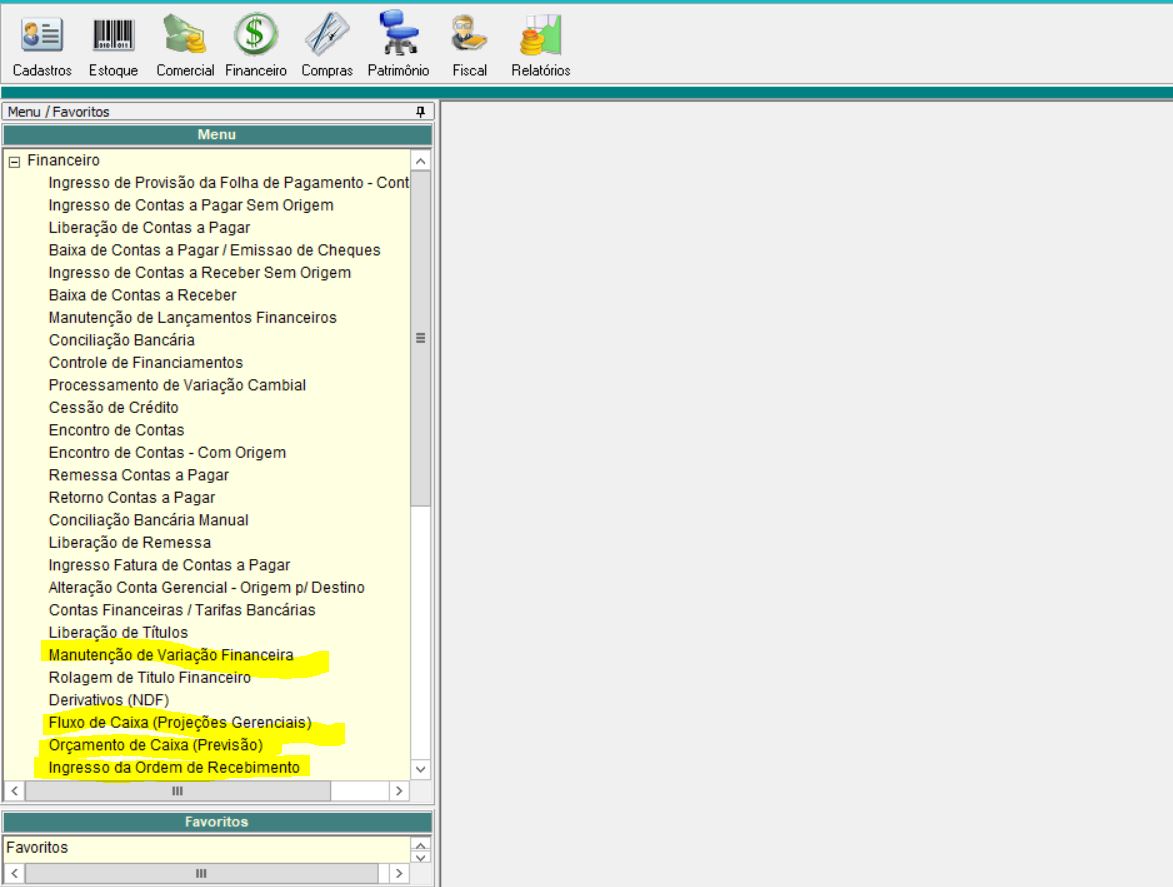 Cadastros Estoque Comercial Financeiro Compras Patrimônio Fiscal Relatórios
Menu / Favoritos
Menu
Financeiro
Ingresso de Provisão da Folha de Pagamento - Cont
Ingresso de Contas a Pagar Sem Origem
Liberação de Contas a Pagar
Baixa de Contas a Pagar / Emissao de Cheques
Ingresso de Contas a Receber Sem Origem
Baixa de Contas a Receber
Manutenção de Lançamentos Financeiros
Conciliação Bancária
Controle de Financiamentos
Processamento de Variação Cambial
Cessão de Crédito
Encontro de Contas
Encontro de Contas - Com Origem
Remessa Contas a Pagar
Retorno Contas a Pagar
Conciliação Bancária Manual
Liberação de Remessa
Ingresso Fatura de Contas a Pagar
Alteração Conta Gerencial - Origem p/ Destino
Contas Financeiras / Tarifas Bancárias
Liberação de Títulos
Manutenção de Variação Financeira
Rolagem de Titulo Financeiro
Derivativos (NDF)
Fluxo de Caixa (Projeções Gerenciais)
Orçamento de Caixa (Previsão)
Ingresso da Ordem de Recebimento
Favoritos
Favoritos